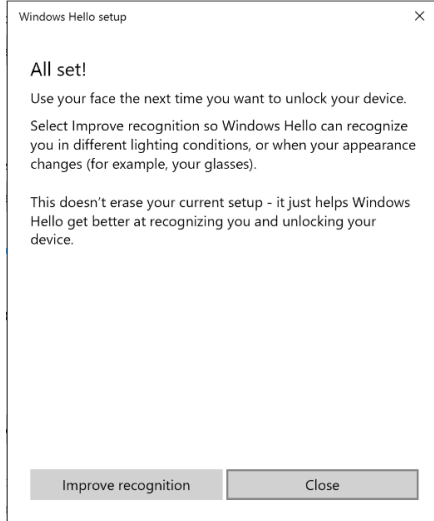 Windows Hello setup
All set!
Use your face the next time you want to unlock your device.
Select Improve recognition so Windows Hello can recognize
you in different lighting conditions, or when your appearance
changes (for example, your glasses).
This doesn't erase your current setup - it just helps Windows
Hello get better at recognizing you and unlocking your
device.
Improve recognition
Close